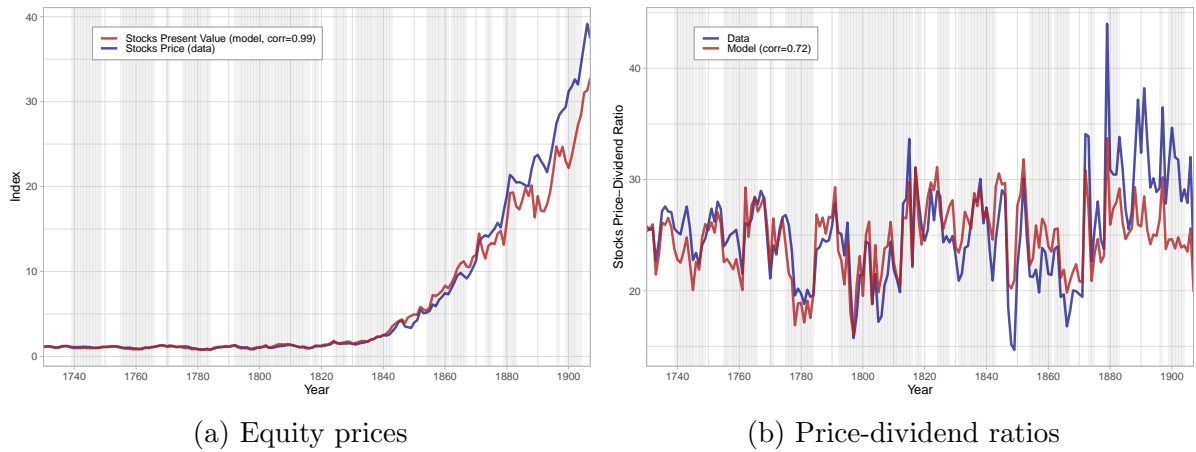 Stocks Present Value (model, corr=0.99)
Stocks Price (data)
Index
40
30
20
10
0
1740 1760 1780 1800 1820 1840 1860 1880 1900
Year
(a) Equity prices
Data
Model (corr=0.72)
Stocks Price−Dividend Ratio
40
30
20
1740 1760 1780 1800 1820 1840 1860 1880 1900
Year
(b) Price-dividend ratios